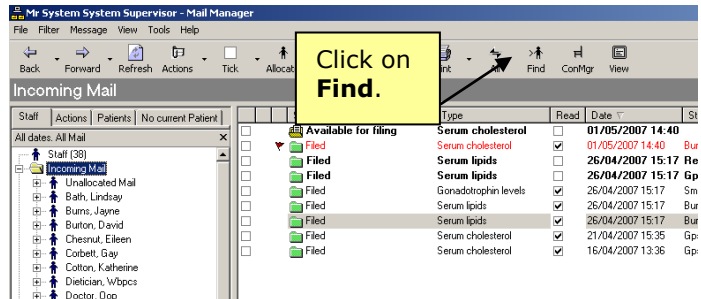 Mr System System Supervisor - Mail Manager
File Filter Message View Tools Help
Click on
Find.
Back Forward Refresh Actions Tick Find ConMgr View
Incoming Mail
Staff Actions Patients No current Patient
Type Read Date
All dates. All Mail
Available for filing Serum cholesterol 01/05/2007 14:40
Staff (38)
Filed Serum cholesterol 01/05/2007 14:40
Incoming Mail
Filed Serum lipids 26/04/2007 15:17
Unallocated Mail
Filed Serum lipids 26/04/2007 15:17
Bath, Lindsay
Filed Gonadotrophin levels 26/04/2007 15:17
Burns, Jayne
Filed Serum lipids 26/04/2007 15:17
Burton, David
Filed Serum lipids 26/04/2007 15:17
Chesnut, Eileen
Filed Serum cholesterol 21/04/2007 15:35
Corbett, Gay
Filed Serum cholesterol 16/04/2007 13:36
Cotton, Katherine
Dietician, Wbpcs
Doctor, Oop